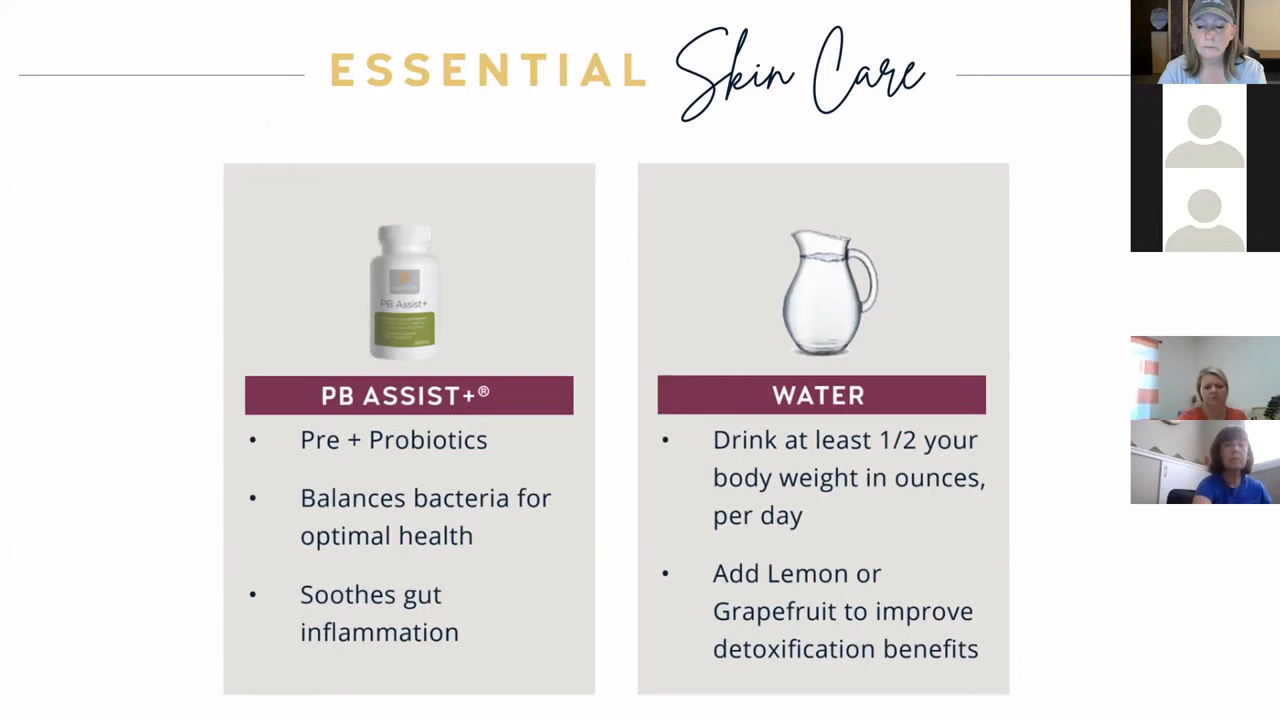 ESSENTIAL Skin Care
PB Assist+
PB ASSIST+®
• Pre + Probiotics
• Balances bacteria for
optimal health
• Soothes gut
inflammation
WATER
• Drink at least 1/2 your
body weight in ounces,
per day
• Add Lemon or
Grapefruit to improve
detoxification benefits